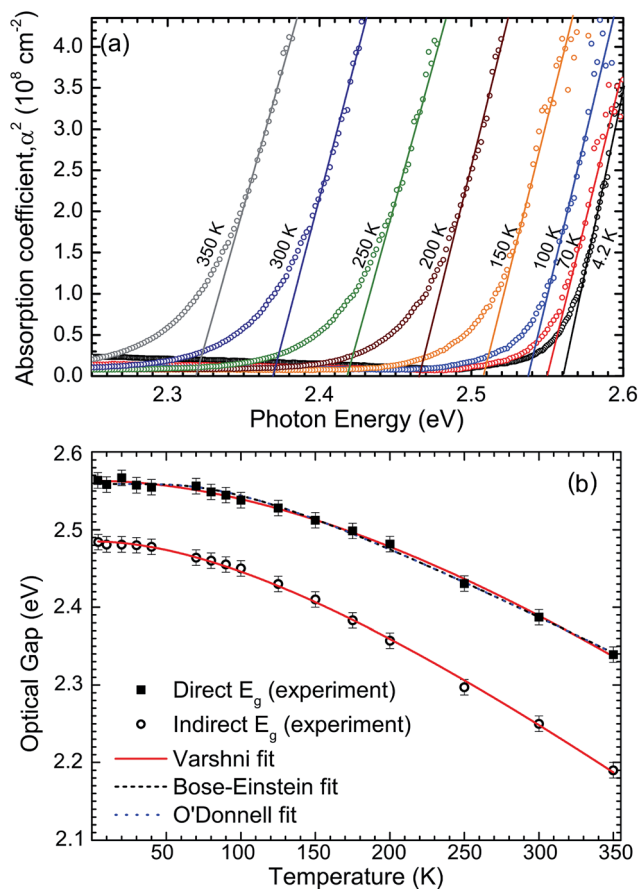 (a)
Absorption coefficient,α² (10⁸ cm⁻²)
4.0
3.5
3.0
2.5
2.0
1.5
1.0
0.5
0.0
350 K
300 K
250 K
200 K
150 K
100 K
70 K
4.2 K
2.3 2.4 2.5 2.6
Photon Energy (eV)
(b)
Optical Gap (eV)
2.6
2.5
2.4
2.3
2.2
2.1
Direct E_g (experiment)
Indirect E_g (experiment)
Varshni fit
Bose-Einstein fit
O'Donnell fit
50 100 150 200 250 300 350
Temperature (K)